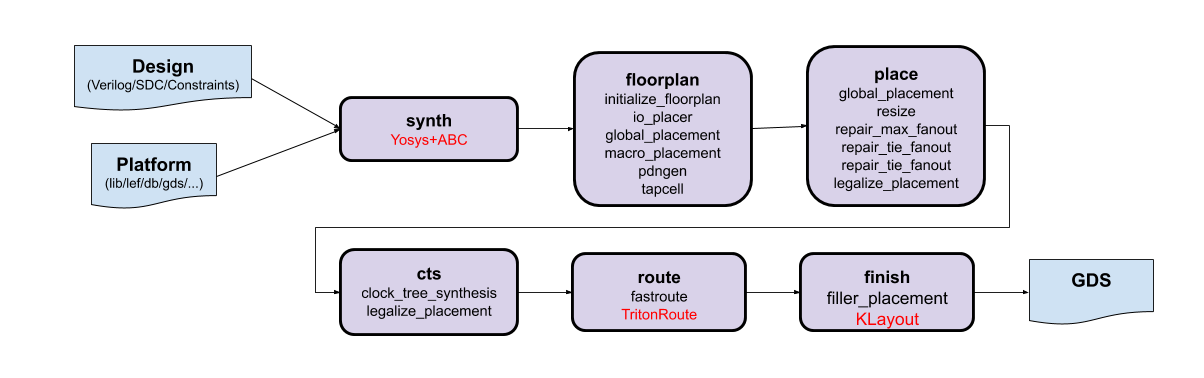 Design
(Verilog/SDC/Constraints)
Platform
(lib/lef/db/gds/...)
synth
Yosys+ABC
floorplan
initialize_floorplan
io_placer
global_placement
macro_placement
pdngen
tapcell
place
global_placement
resize
repair_max_fanout
repair_tie_fanout
repair_tie_fanout
legalize_placement
cts
clock_tree_synthesis
legalize_placement
route
fastroute
TritonRoute
finish
filler_placement
KLayout
GDS